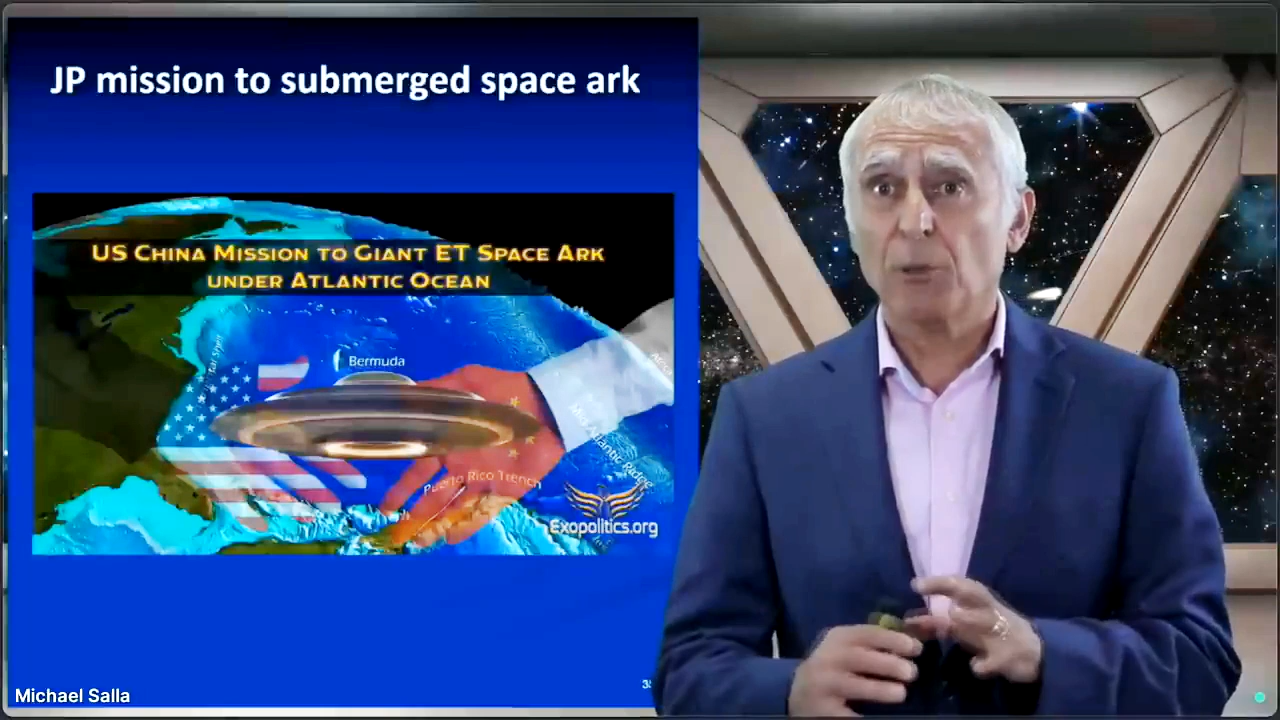 JP mission to submerged space ark
US CHINA MISSION TO GIANT ET SPACE ARK
UNDER ATLANTIC OCEAN
Bermuda
Mid-Atlantic Ridge
Puerto Rico Trench
Exopolitics.org
Michael Salla